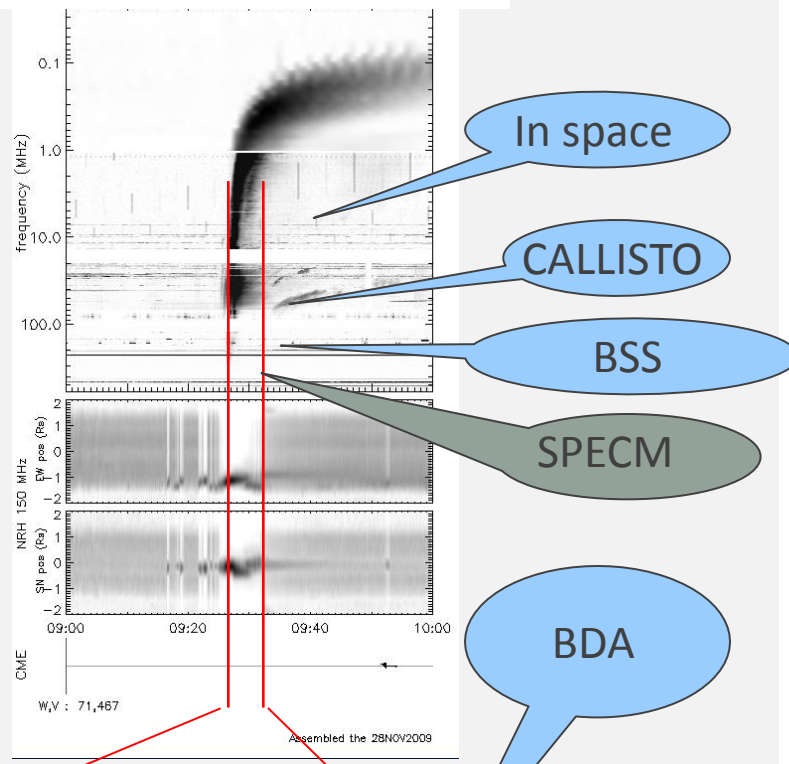 0.1
1.0
10.0
100.0
frequency (MHz)
In space
CALLISTO
BSS
SPECM
2
1
0
-1
-2
EW pos (Rs)
NRH 150 MHz
2
1
0
-1
-2
SN pos (Rs)
09:00 09:20 09:40 10:00
BDA
CME
W,V : 71,467
Assembled the 28NOV2009